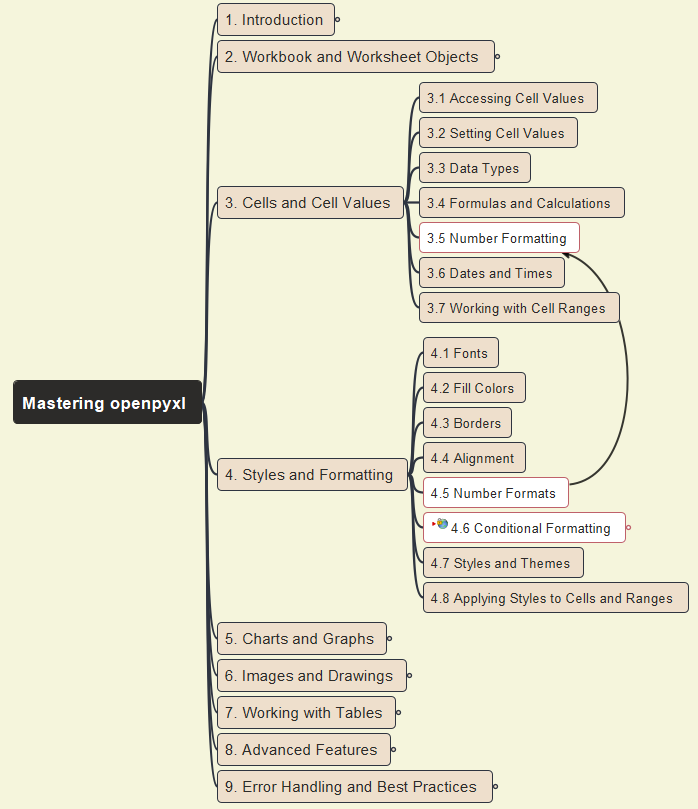 1. Introduction
2. Workbook and Worksheet Objects
3.1 Accessing Cell Values
3.2 Setting Cell Values
3.3 Data Types
3. Cells and Cell Values
3.4 Formulas and Calculations
3.5 Number Formatting
3.6 Dates and Times
3.7 Working with Cell Ranges
4.1 Fonts
4.2 Fill Colors
Mastering openpyxl
4.3 Borders
4.4 Alignment
4. Styles and Formatting
4.5 Number Formats
4.6 Conditional Formatting
4.7 Styles and Themes
4.8 Applying Styles to Cells and Ranges
5. Charts and Graphs
6. Images and Drawings
7. Working with Tables
8. Advanced Features
9. Error Handling and Best Practices